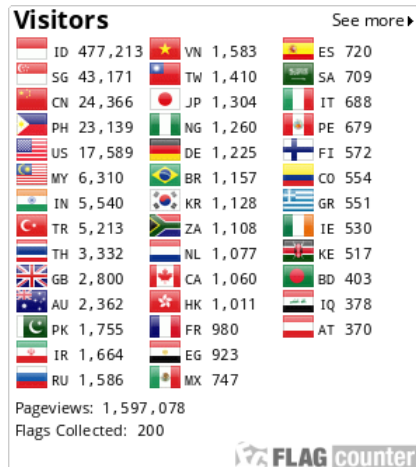 Visitors See more
ID 477,213 VN 1,583 ES 720
SG 43,171 TW 1,410 SA 709
CN 24,366 JP 1,304 IT 688
PH 23,139 NG 1,260 PE 679
US 17,589 DE 1,225 FI 572
MY 6,310 BR 1,157 CO 554
IN 5,540 KR 1,128 GR 551
TR 5,213 ZA 1,108 IE 530
TH 3,332 NL 1,077 KE 517
GB 2,800 CA 1,060 BD 403
AU 2,362 HK 1,011 IQ 378
PK 1,755 FR 980 AT 370
IR 1,664 EG 923
RU 1,586 MX 747
Pageviews: 1,597,078
Flags Collected: 200
FLAG counter